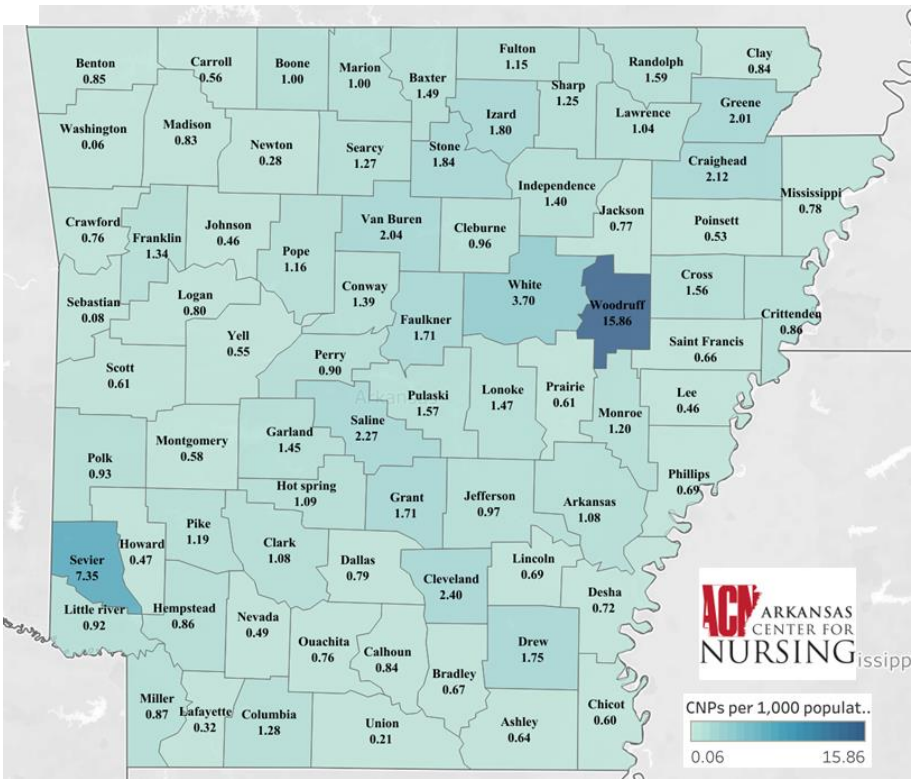 Benton
0.85
Carroll
0.56
Boone
1.00
Marion
1.00
Baxter
1.49
Fulton
1.15
Sharp
1.25
Randolph
1.59
Clay
0.84
Izard
1.80
Lawrence
1.04
Greene
2.01
Washington
0.06
Madison
0.83
Newton
0.28
Searcy
1.27
Stone
1.84
Independence
1.40
Jackson
0.77
Craighead
2.12
Mississippi
0.78
Crawford
0.76
Franklin
1.34
Johnson
0.46
Pope
1.16
Van Buren
2.04
Cleburne
0.96
Poinsett
0.53
Sebastian
0.08
Logan
0.80
Conway
1.39
Faulkner
1.71
White
3.70
Woodruff
15.86
Cross
1.56
Crittenden
0.86
Saint Francis
0.66
Scott
0.61
Yell
0.55
Perry
0.90
Pulaski
1.57
Lonoke
1.47
Prairie
0.61
Monroe
1.20
Lee
0.46
Saline
2.27
Polk
0.93
Montgomery
0.58
Garland
1.45
Hot spring
1.09
Grant
1.71
Jefferson
0.97
Arkansas
1.08
Phillips
0.69
Sevier
7.35
Howard
0.47
Pike
1.19
Clark
1.08
Dallas
0.79
Cleveland
2.40
Lincoln
0.69
Desha
0.72
Little river
0.92
Hempstead
0.86
Nevada
0.49
Ouachita
0.76
Calhoun
0.84
Bradley
0.67
Drew
1.75
Miller
0.87
Lafayette
0.32
Columbia
1.28
Union
0.21
Ashley
0.64
Chicot
0.60
ACN ARKANSAS
CENTER FOR
NURSING
issipp
CNPs per 1,000 populat..
0.06 15.86